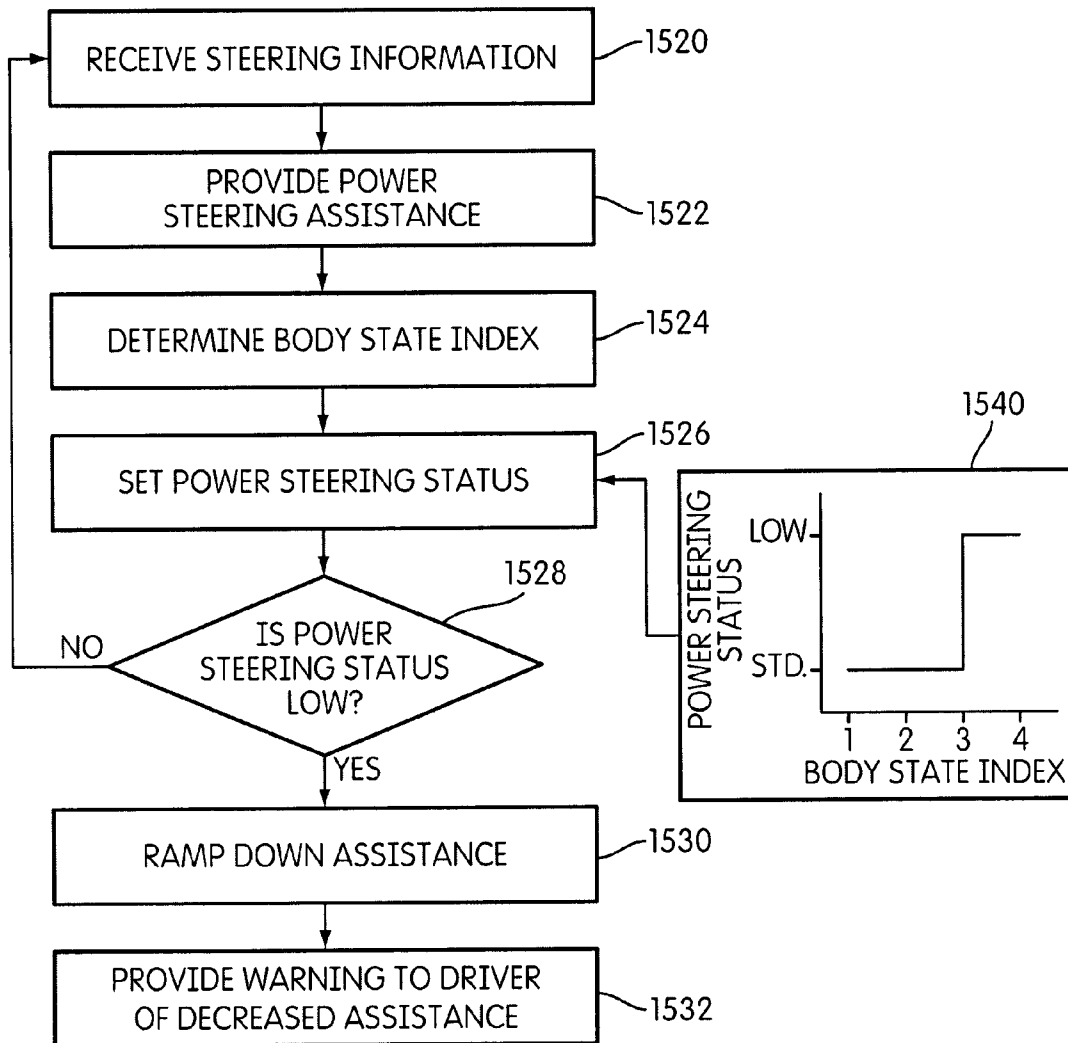 RECEIVE STEERING INFORMATION
1520
PROVIDE POWER
STEERING ASSISTANCE
1522
DETERMINE BODY STATE INDEX
1524
SET POWER STEERING STATUS
1526
IS POWER
STEERING STATUS
LOW?
1528
NO
YES
RAMP DOWN ASSISTANCE
1530
PROVIDE WARNING TO DRIVER
OF DECREASED ASSISTANCE
1532
1540
POWER STEERING
STATUS
LOW
STD.
1 2 3 4
BODY STATE INDEX